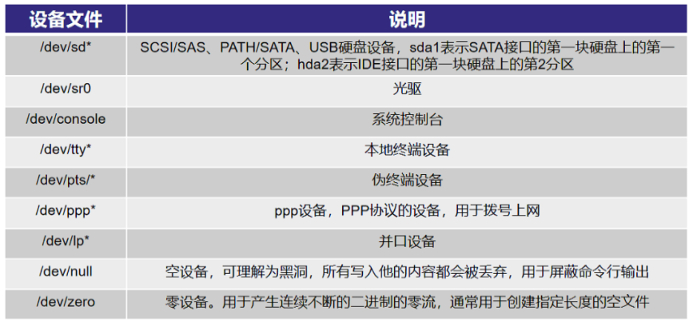 设备文件 说明
/dev/sd* SCSI/SAS、PATH/SATA、USB硬盘设备，sda1表示SATA接口的第一块硬盘上的第一
个分区；hda2表示IDE接口的第一块硬盘上的第2分区
/dev/sr0 光驱
/dev/console 系统控制台
/dev/tty* 本地终端设备
/dev/pts/* 伪终端设备
/dev/ppp* ppp设备，PPP协议的设备，用于拨号上网
/dev/lp* 并口设备
/dev/null 空设备，可理解为黑洞，所有写入他的内容都会被丢弃，用于屏蔽命令行输出
/dev/zero 零设备。用于产生连续不断的二进制的零流，通常用于创建指定长度的空文件